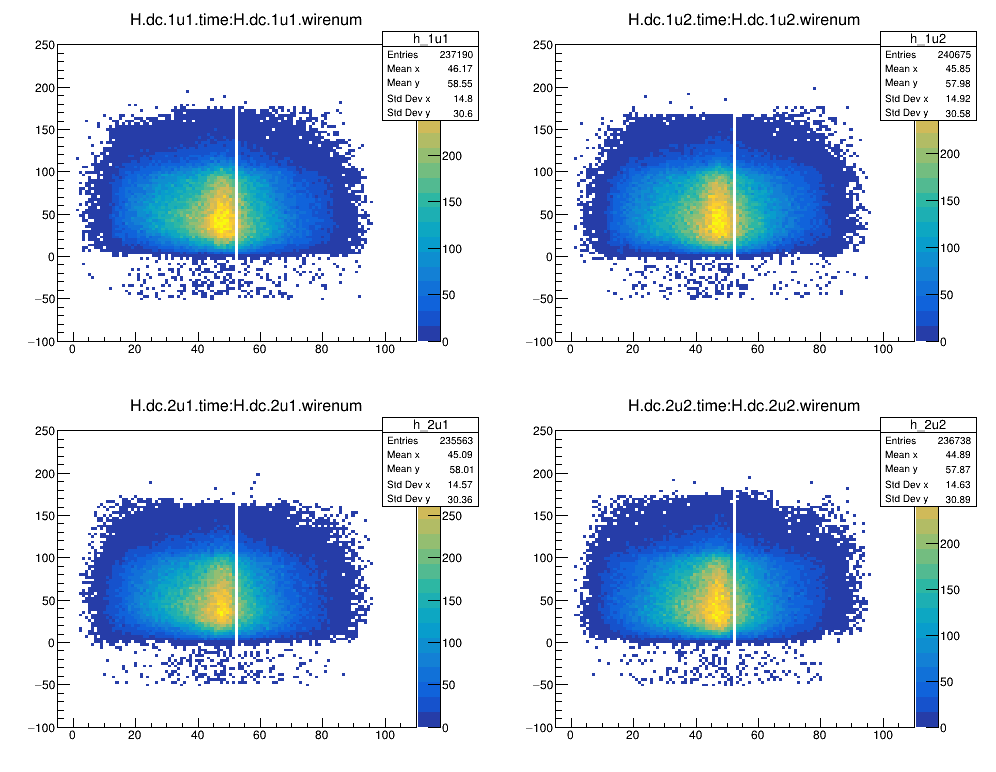 H.dc.1u1.time:H.dc.1u1.wirenum
h_1u1
Entries 237190
Mean x 46.17
Mean y 58.55
Std Dev x 14.8
Std Dev y 30.6
250
200
150
100
50
0
−50
−100
0 20 40 60 80 100
200
150
100
50
0
H.dc.1u2.time:H.dc.1u2.wirenum
h_1u2
Entries 240675
Mean x 45.85
Mean y 57.98
Std Dev x 14.92
Std Dev y 30.58
250
200
150
100
50
0
−50
−100
0 20 40 60 80 100
200
150
100
50
0
H.dc.2u1.time:H.dc.2u1.wirenum
h_2u1
Entries 235563
Mean x 45.09
Mean y 58.01
Std Dev x 14.57
Std Dev y 30.36
250
200
150
100
50
0
−50
−100
0 20 40 60 80 100
250
200
150
100
50
0
H.dc.2u2.time:H.dc.2u2.wirenum
h_2u2
Entries 236738
Mean x 44.89
Mean y 57.87
Std Dev x 14.63
Std Dev y 30.89
250
200
150
100
50
0
−50
−100
0 20 40 60 80 100
200
150
100
50
0